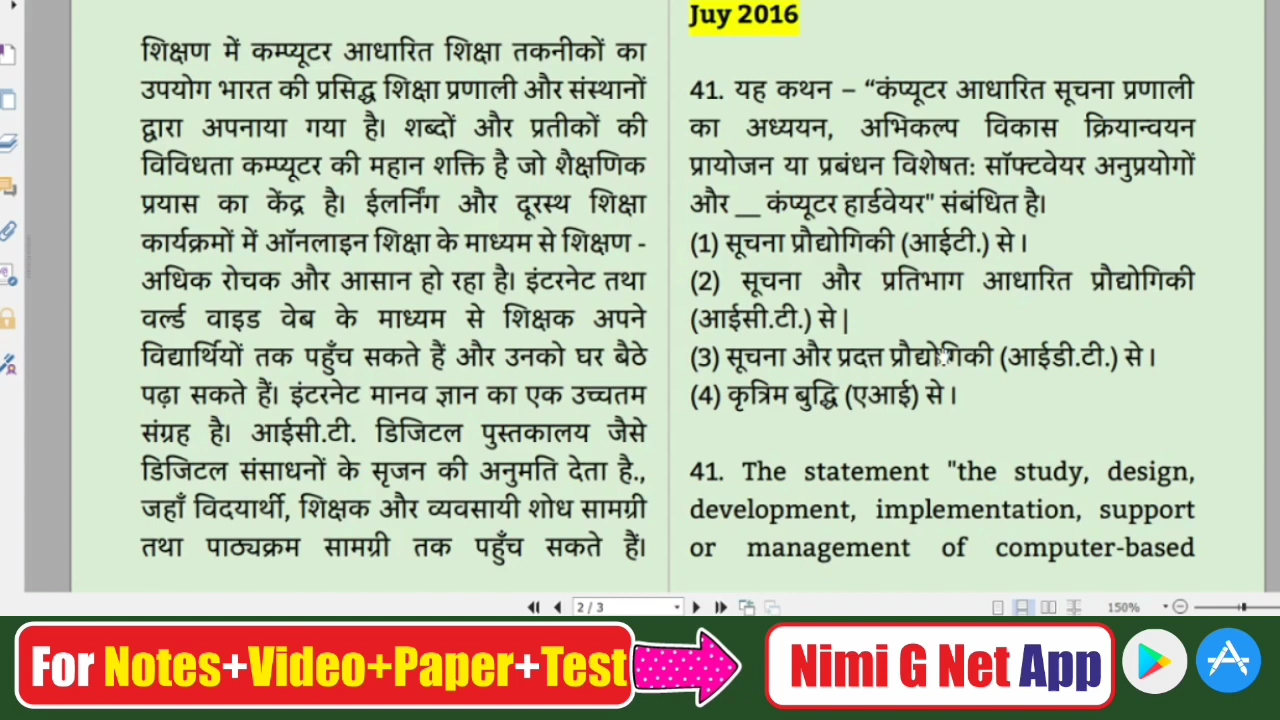 शिक्षण में कम्प्यूटर आधारित शिक्षा तकनीकों का
उपयोग भारत की प्रसिद्ध शिक्षा प्रणाली और संस्थानों
द्वारा अपनाया गया है। शब्दों और प्रतीकों की
विविधता कम्प्यूटर की महान शक्ति है जो शैक्षणिक
प्रयास का केंद्र है। ईलर्निंग और दूरस्थ शिक्षा
कार्यक्रमों में ऑनलाइन शिक्षा के माध्यम से शिक्षण -
अधिक रोचक और आसान हो रहा है। इंटरनेट तथा
वर्ल्ड वाइड वेब के माध्यम से शिक्षक अपने
विद्यार्थियों तक पहुँच सकते हैं और उनको घर बैठे
पढ़ा सकते हैं। इंटरनेट मानव ज्ञान का एक उच्चतम
संग्रह है। आईसी.टी. डिजिटल पुस्तकालय जैसे
डिजिटल संसाधनों के सृजन की अनुमति देता है.,
जहाँ विदयार्थी, शिक्षक और व्यवसायी शोध सामग्री
तथा पाठ्यक्रम सामग्री तक पहुँच सकते हैं।
Juy 2016
41. यह कथन – “कंप्यूटर आधारित सूचना प्रणाली
का अध्ययन, अभिकल्प विकास क्रियान्वयन
प्रायोजन या प्रबंधन विशेषत: सॉफ्टवेयर अनुप्रयोगों
और __ कंप्यूटर हार्डवेयर" संबंधित है।
(1) सूचना प्रौद्योगिकी (आईटी.) से ।
(2) सूचना और प्रतिभाग आधारित प्रौद्योगिकी
(आईसी.टी.) से |
(3) सूचना और प्रदत्त प्रौद्योगिकी (आईडी.टी.) से ।
(4) कृत्रिम बुद्धि (एआई) से ।
41. The statement "the study, design,
development, implementation, support
or management of computer-based
2 / 3
150%
For Notes+Video+Paper+Test
Nimi G Net App